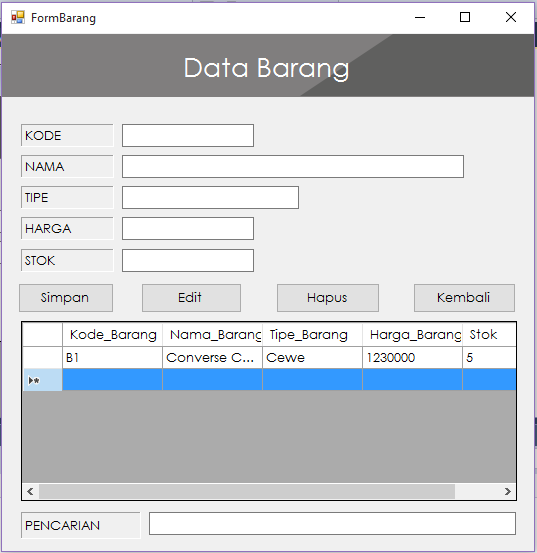 FormBarang
Data Barang
KODE
NAMA
TIPE
HARGA
STOK
Simpan Edit Hapus Kembali
Kode_Barang Nama_Barang Tipe_Barang Harga_Barang Stok
B1 Converse C... Cewe 1230000 5
PENCARIAN